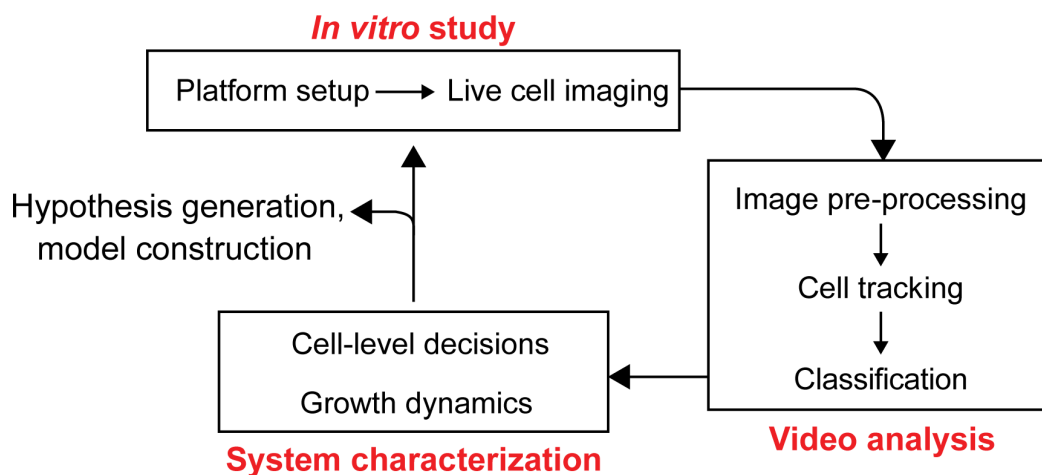 In vitro study
Platform setup
Live cell imaging
Image pre-processing
Cell tracking
Classification
Video analysis
Cell-level decisions
Growth dynamics
System characterization
Hypothesis generation,
model construction